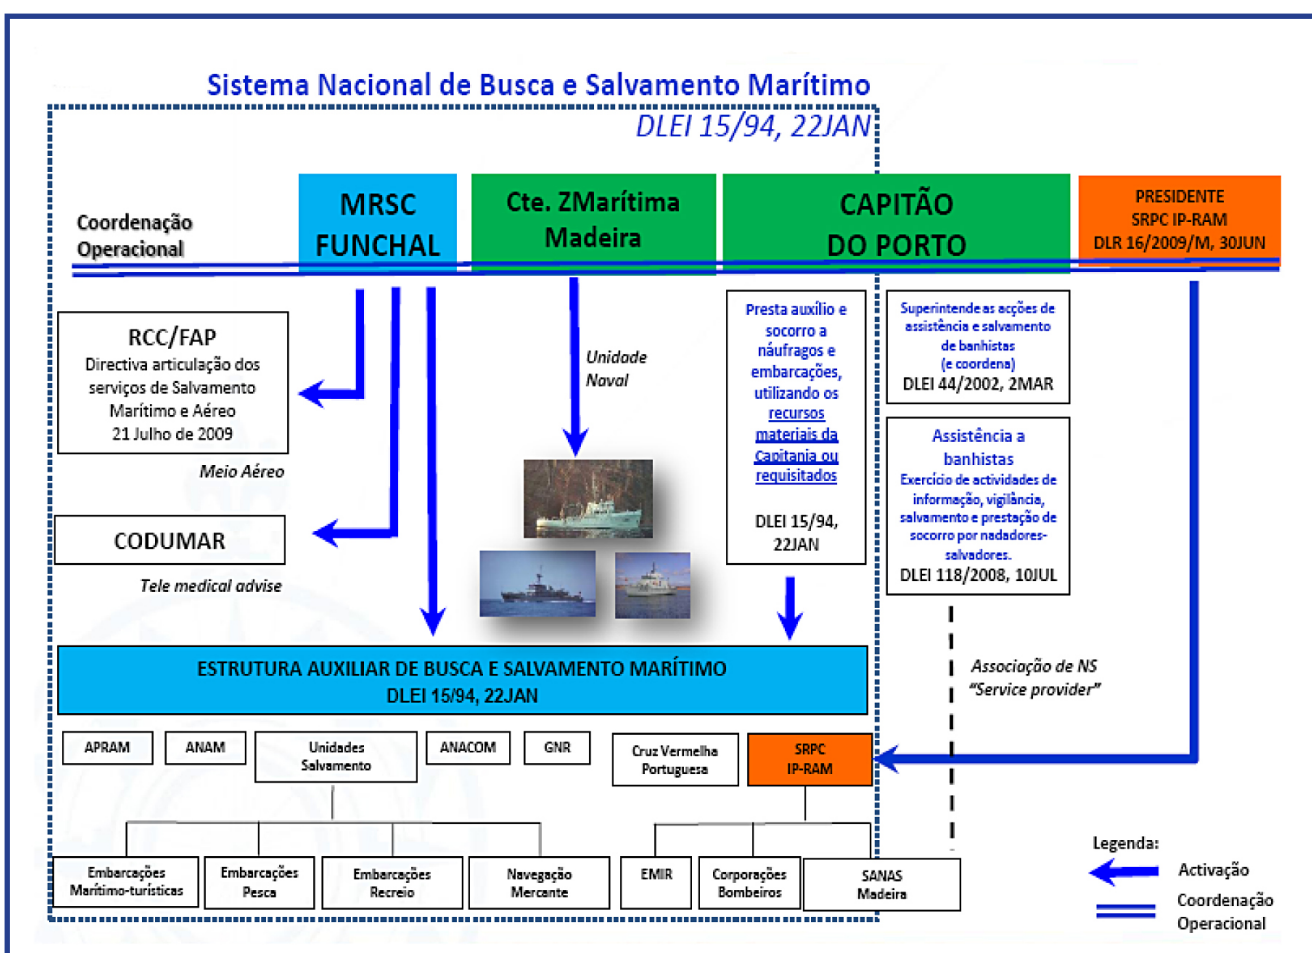 Sistema Nacional de Busca e Salvamento Marítimo
DLEI 15/94, 22JAN
Coordenação
Operacional
MRSC
FUNCHAL
Cte. ZMarítima
Madeira
CAPITÃO
DO PORTO
PRESIDENTE
SRPC IP-RAM
DLR 16/2009/M, 30JUN
RCC/FAP
Directiva articulação dos
serviços de Salvamento
Marítimo e Aéreo
21 Julho de 2009
Meio Aéreo
CODUMAR
Tele medical advise
Unidade
Naval
Presta auxílio e
socorro a
náufragos e
embarcações,
utilizando os
recursos
materiais da
Capitania ou
requisitados
DLEI 15/94,
22JAN
Superintende as acções de
assistência e salvamento
de banhistas
(e coordena)
DLEI 44/2002, 2MAR
Assistência a
banhistas
Exercício de actividades de
informação, vigilância,
salvamento e prestação de
socorro por nadadores-
salvadores.
DLEI 118/2008, 10JUL
Associação de NS
"Service provider"
ESTRUTURA AUXILIAR DE BUSCA E SALVAMENTO MARÍTIMO
DLEI 15/94, 22JAN
APRAM
ANAM
Unidades
Salvamento
ANACOM
GNR
Cruz Vermelha
Portuguesa
SRPC
IP-RAM
Embarcações
Marítimo-turísticas
Embarcações
Pesca
Embarcações
Recreio
Navegação
Mercante
EMIR
Corporações
Bombeiros
SANAS
Madeira
Legenda:
Activação
Coordenação
Operacional